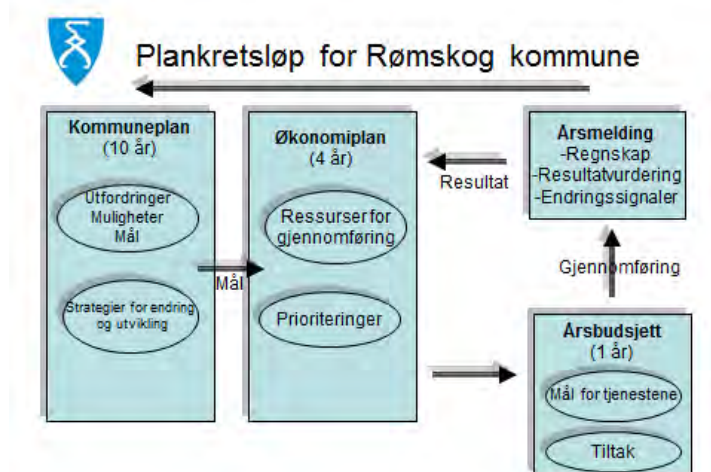 Plankretsløp for Rømskog kommune
Kommuneplan
(10 år)
Utfordringer
Muligheter
Mål
Strategier for endring
og utvikling
Mål
Økonomiplan
(4 år)
Ressurser for
gjennomføring
Prioriteringer
Resultat
Årsmelding
-Regnskap
-Resultatvurdering
-Endringssignaler
Gjennomføring
Årsbudsjett
(1 år)
Mål for tjenestene
Tiltak